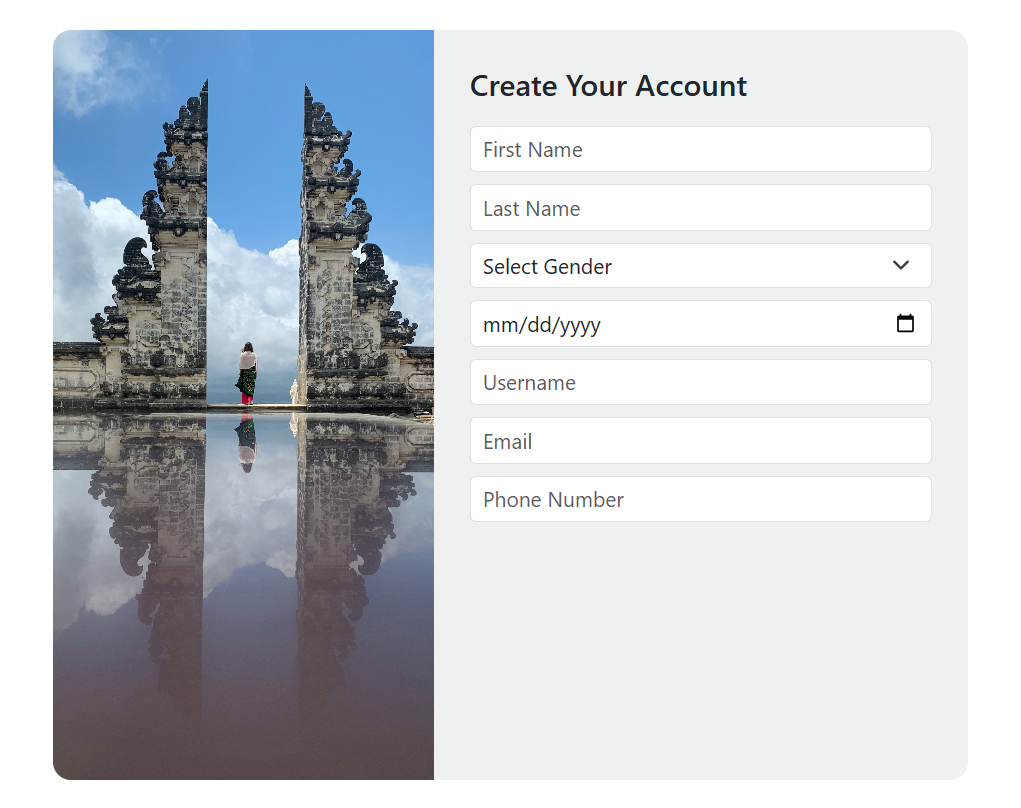 Create Your Account
First Name
Last Name
Select Gender
mm/dd/yyyy
Username
Email
Phone Number